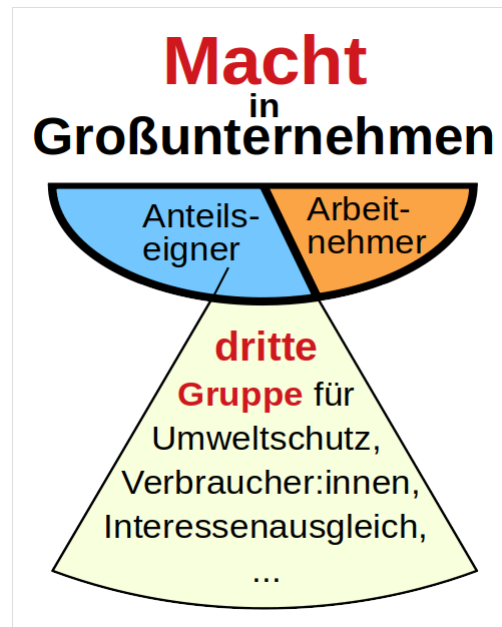 Macht
in
Großunternehmen
Anteils-
eigner
Arbeit-
nehmer
dritte
Gruppe für
Umweltschutz,
Verbraucher:innen,
Interessenausgleich,
...